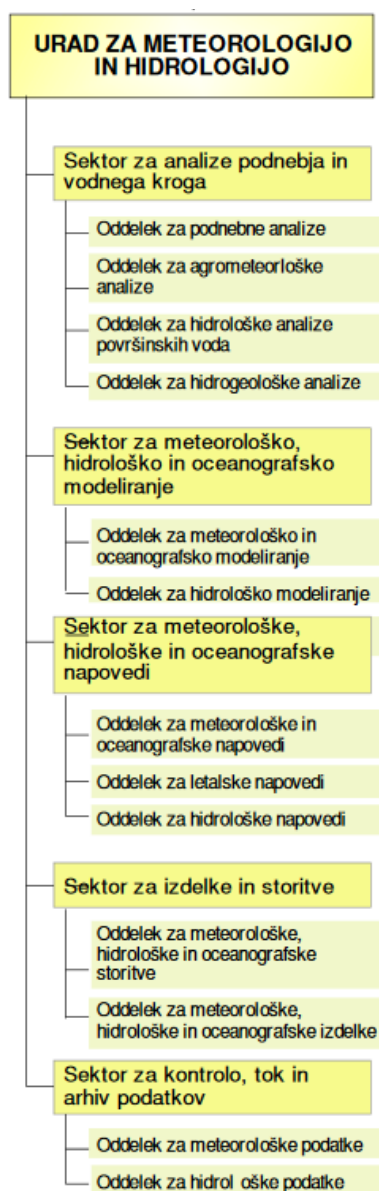 URAD ZA METEOROLOGIJO
IN HIDROLOGIJO
Sektor za analize podnebja in
vodnega kroga
Oddelek za podnebne analize
Oddelek za agrometeorloške
analize
Oddelek za hidrološke analize
površinskih voda
Oddelek za hidrogeološke analize
Sektor za meteorološko,
hidrološko in oceanografsko
modeliranje
Oddelek za meteorološko in
oceanografsko modeliranje
Oddelek za hidrološko modeliranje
Sektor za meteorološke,
hidrološke in oceanografske
napovedi
Oddelek za meteorološke in
oceanografske napovedi
Oddelek za letalske napovedi
Oddelek za hidrološke napovedi
Sektor za izdelke in storitve
Oddelek za meteorološke,
hidrološke in oceanografske
storitve
Oddelek za meteorološke,
hidrološke in oceanografske izdelke
Sektor za kontrolo, tok in
arhiv podatkov
Oddelek za meteorološke podatke
Oddelek za hidrol oške podatke